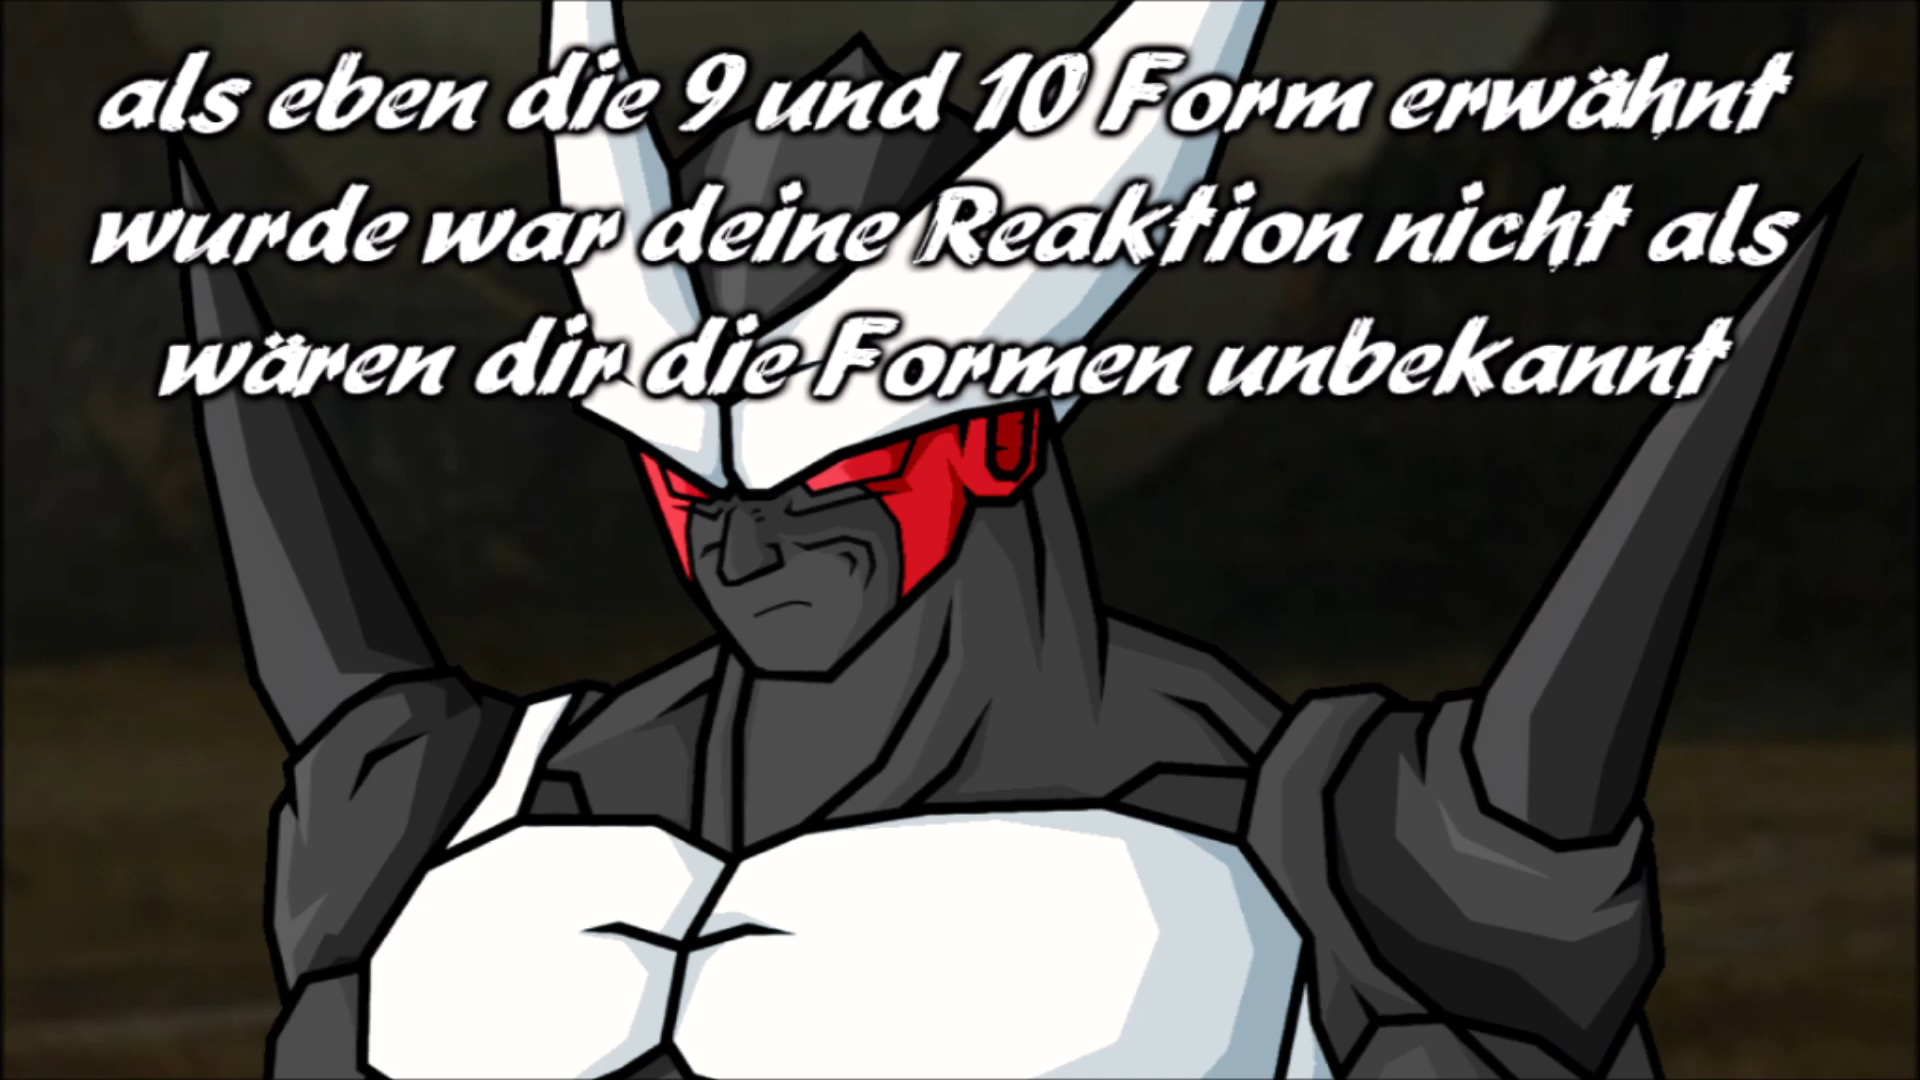 als eben die 9 und 10 Form erwähnt
wurde war deine Reaktion nicht als
wären dir die Formen unbekannt